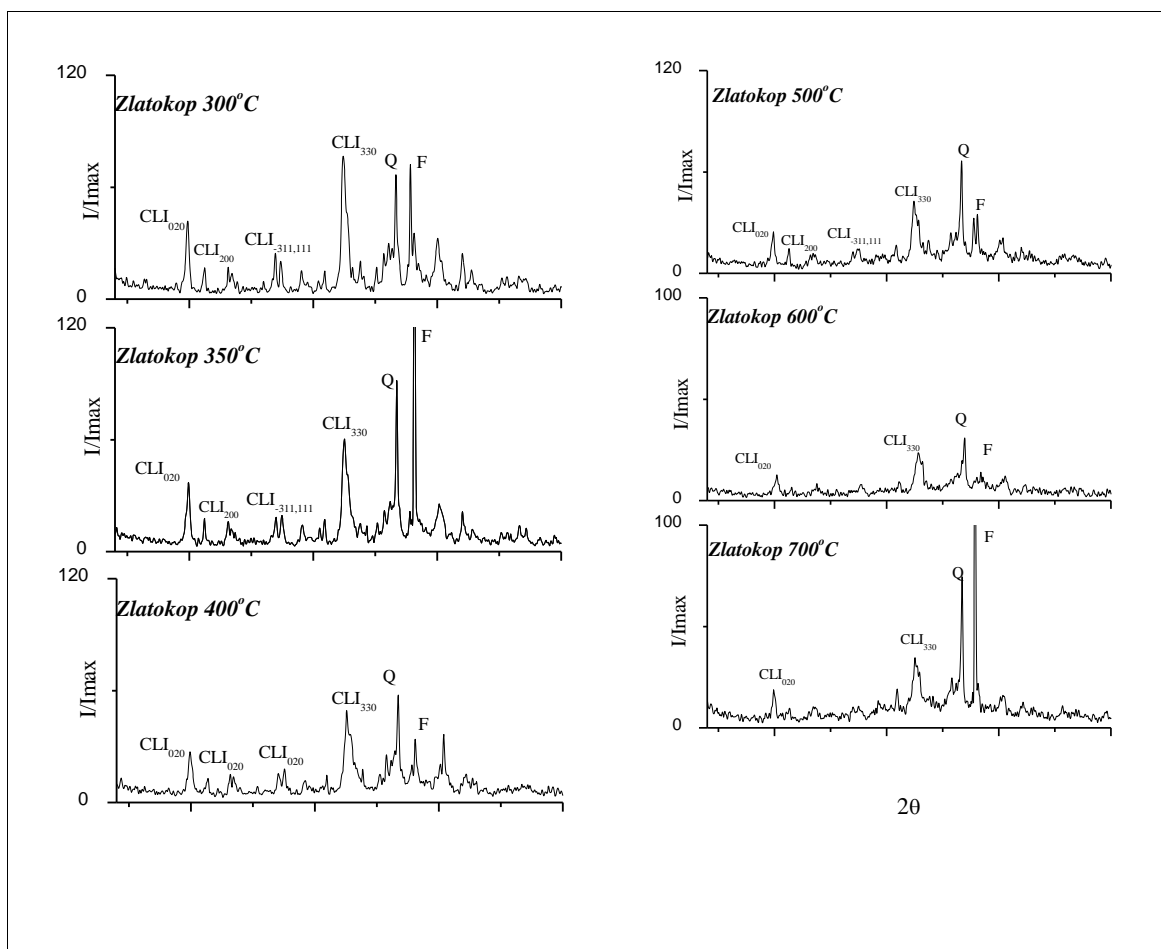 120
Zlatokop 300°C
CLI₃₃₀
Q
F
I/Imax
CLI₀₂₀
CLI₂₀₀
CLI₋₃₁₁,₁₁₁
0
120
F
Zlatokop 350°C
Q
CLI₃₃₀
I/Imax
CLI₀₂₀
CLI₂₀₀
CLI₋₃₁₁,₁₁₁
0
120
Zlatokop 400°C
Q
CLI₃₃₀
F
I/Imax
CLI₀₂₀
CLI₀₂₀
CLI₀₂₀
0
120
Zlatokop 500°C
Q
CLI₃₃₀
F
I/Imax
CLI₀₂₀
CLI₂₀₀
CLI₋₃₁₁,₁₁₁
0
100
Zlatokop 600°C
Q
CLI₃₃₀
F
I/Imax
CLI₀₂₀
0
100
F
Zlatokop 700°C
Q
CLI₃₃₀
I/Imax
CLI₀₂₀
0
2θ